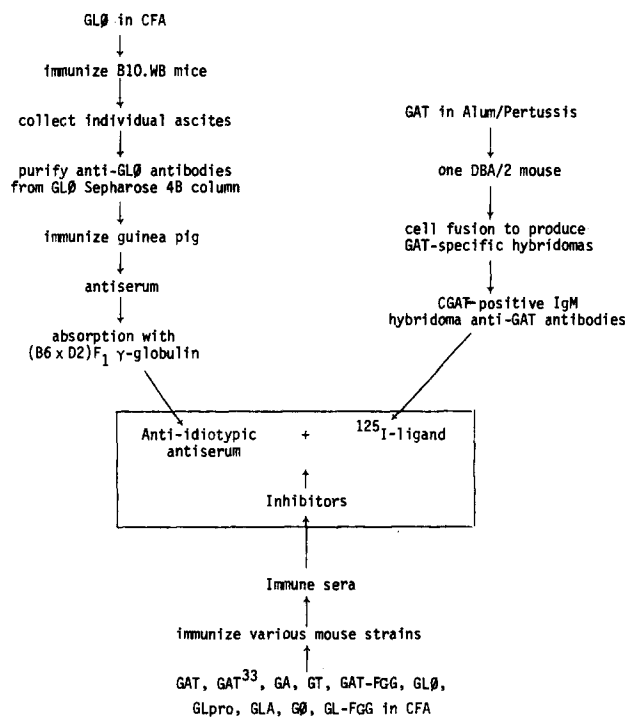 GLØ in CFA
immunize B10.WB mice
collect individual ascites
purify anti-GLØ antibodies
from GLØ Sepharose 4B column
immunize guinea pig
antiserum
absorption with
(B6 x D2)F₁ γ-globulin
GAT in Alum/Pertussis
one DBA/2 mouse
cell fusion to produce
GAT-specific hybridomas
CGAT-positive IgM
hybridoma anti-GAT antibodies
Anti-idiotypic + ¹²⁵I-ligand
antiserum
Inhibitors
Immune sera
immunize various mouse strains
GAT, GAT³³, GA, GT, GAT-FGG, GLØ,
GLpro, GLA, GØ, GL-FGG in CFA